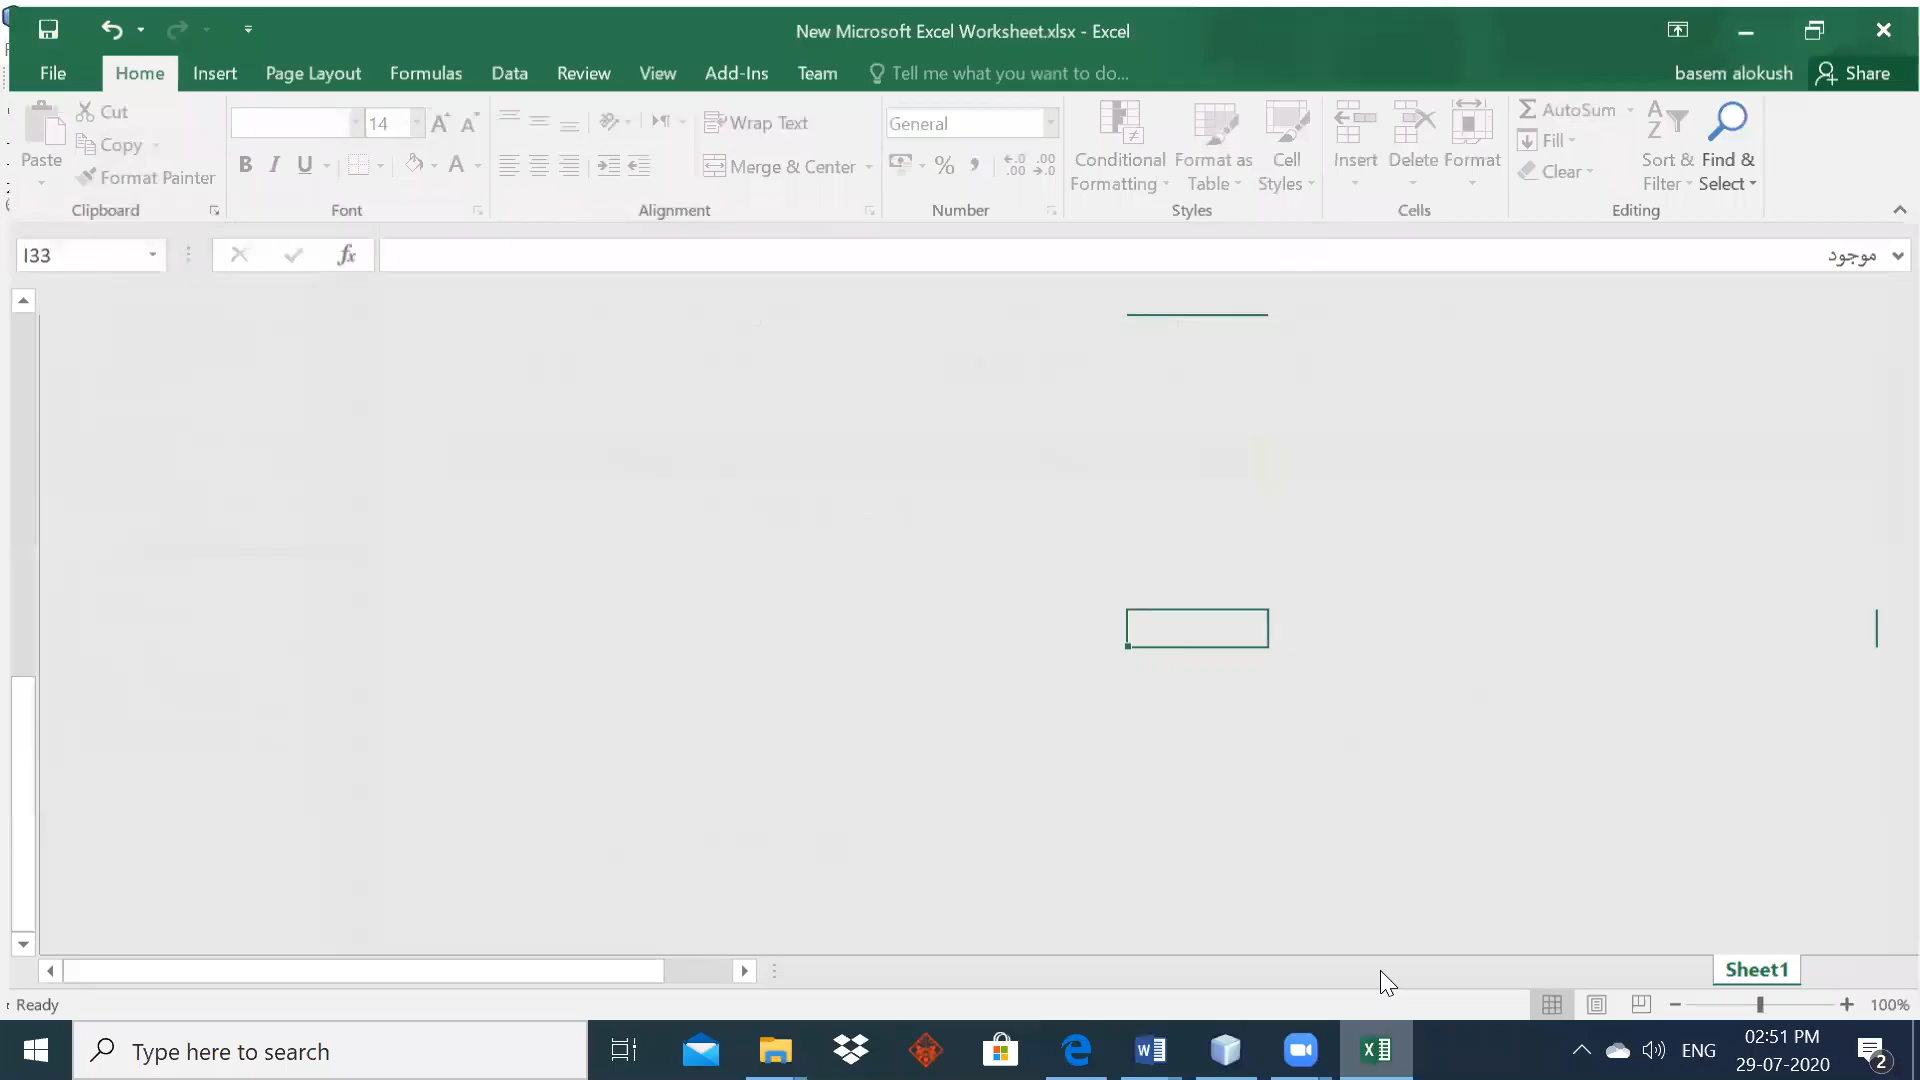 New Microsoft Excel Worksheet.xlsx - Excel
File Home Insert Page Layout Formulas Data Review View Add-Ins Team Tell me what you want to do... basem alokush Share
Paste
Cut
Copy
Format Painter
Clipboard
14
B I U
Font
Wrap Text
Merge & Center
Alignment
General
%
Number
Conditional Formatting
Format as Table
Cell Styles
Styles
Insert Delete Format
Cells
AutoSum
Fill
Clear
Sort & Filter
Find & Select
Editing
I33
fx
موجود
Sheet1
Ready
100%
Type here to search
ENG
02:51 PM
29-07-2020
2